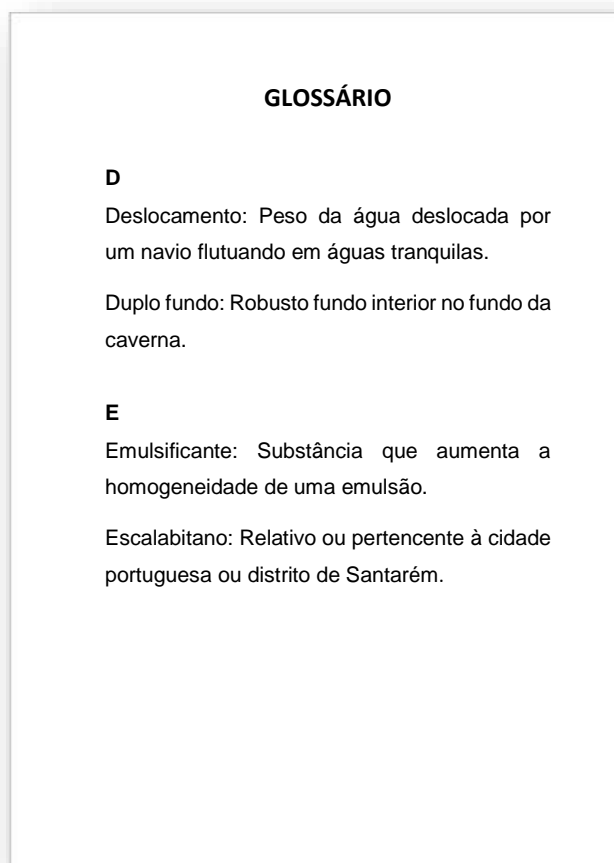 GLOSSÁRIO
D
Deslocamento: Peso da água deslocada por
um navio flutuando em águas tranquilas.
Duplo fundo: Robusto fundo interior no fundo da
caverna.
E
Emulsificante: Substância que aumenta a
homogeneidade de uma emulsão.
Escalabitano: Relativo ou pertencente à cidade
portuguesa ou distrito de Santarém.